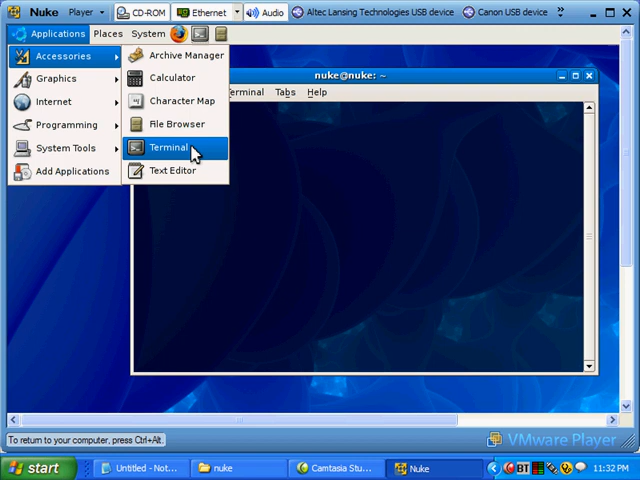 Nuke Player CD-ROM Ethernet Audio Altec Lansing Technologies USB device Canon USB device
Applications Places System
Accessories
Graphics
Internet
Programming
System Tools
Add Applications
Archive Manager
Calculator
Character Map
File Browser
Terminal
Text Editor
nuke@nuke: ~
Terminal Tabs Help
To return to your computer, press Ctrl+Alt.
VMware Player
start Untitled - Not... nuke Camtasia Stu... Nuke BT 11:32 PM